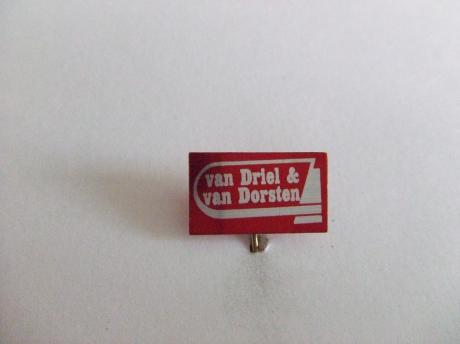 van Driel &
van Dorsten